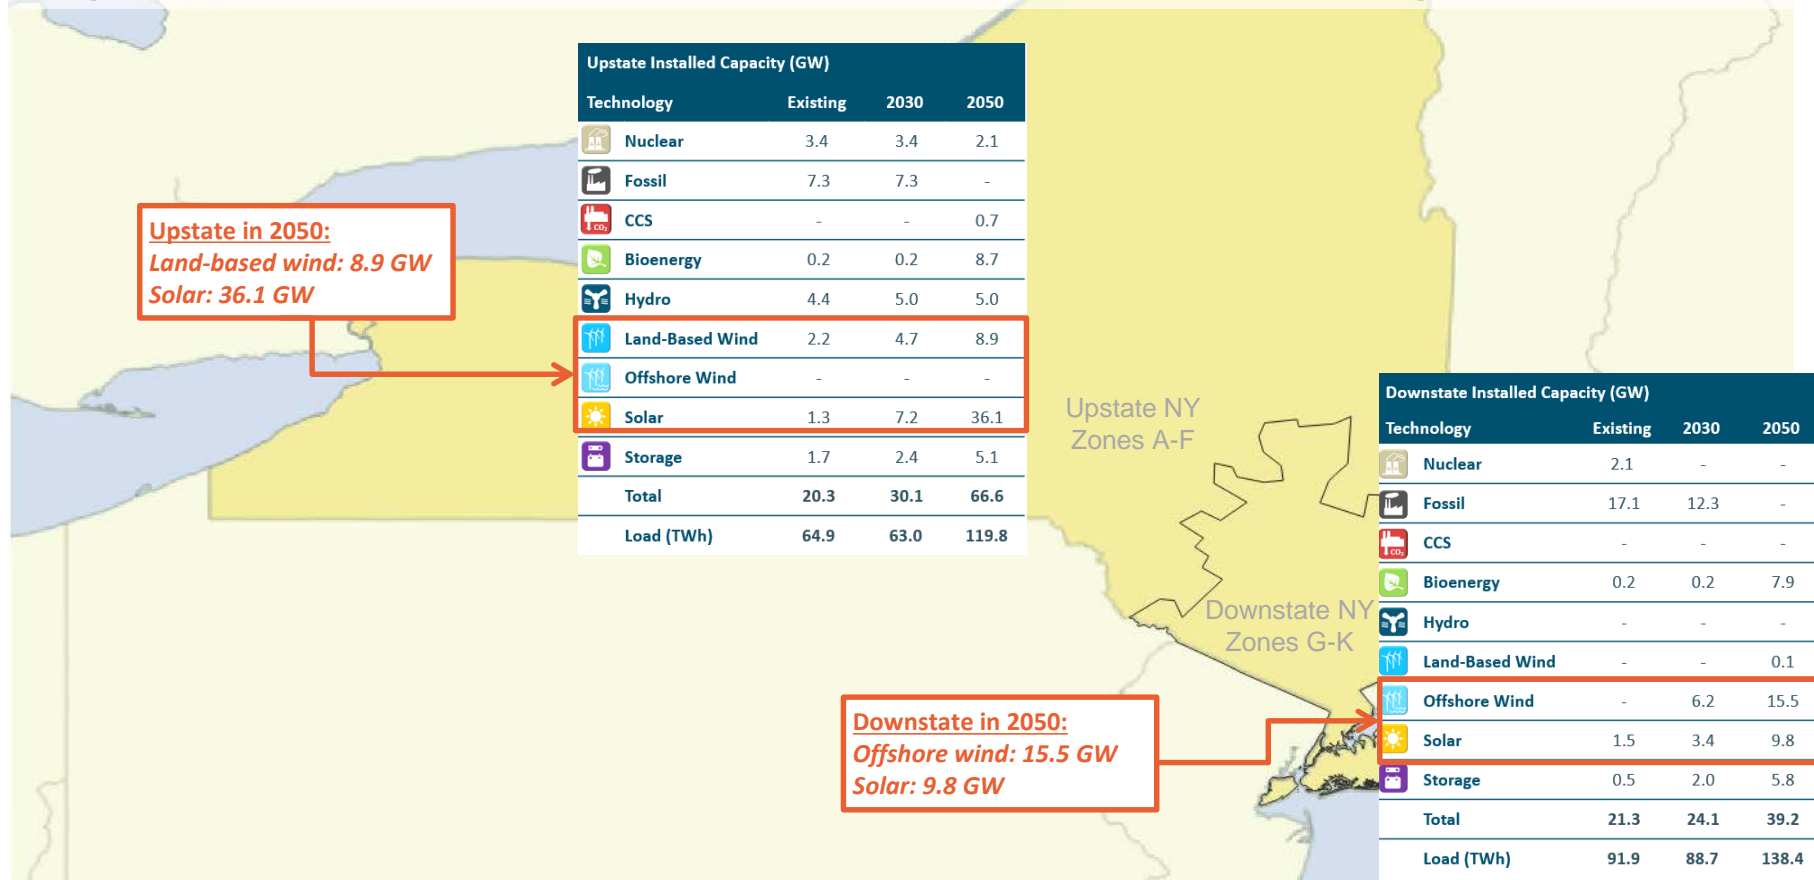 Upstate Installed Capacity (GW)
Technology Existing 2030 2050
Nuclear 3.4 3.4 2.1
Fossil 7.3 7.3 -
CCS - - 0.7
Bioenergy 0.2 0.2 8.7
Hydro 4.4 5.0 5.0
Land-Based Wind 2.2 4.7 8.9
Offshore Wind - - -
Solar 1.3 7.2 36.1
Storage 1.7 2.4 5.1
Total 20.3 30.1 66.6
Load (TWh) 64.9 63.0 119.8
Upstate in 2050:
Land-based wind: 8.9 GW
Solar: 36.1 GW
Upstate NY
Zones A-F
Downstate NY
Zones G-K
Downstate Installed Capacity (GW)
Technology Existing 2030 2050
Nuclear 2.1 - -
Fossil 17.1 12.3 -
CCS - - -
Bioenergy 0.2 0.2 7.9
Hydro - - -
Land-Based Wind - - 0.1
Offshore Wind - 6.2 15.5
Solar 1.5 3.4 9.8
Storage 0.5 2.0 5.8
Total 21.3 24.1 39.2
Load (TWh) 91.9 88.7 138.4
Downstate in 2050:
Offshore wind: 15.5 GW
Solar: 9.8 GW